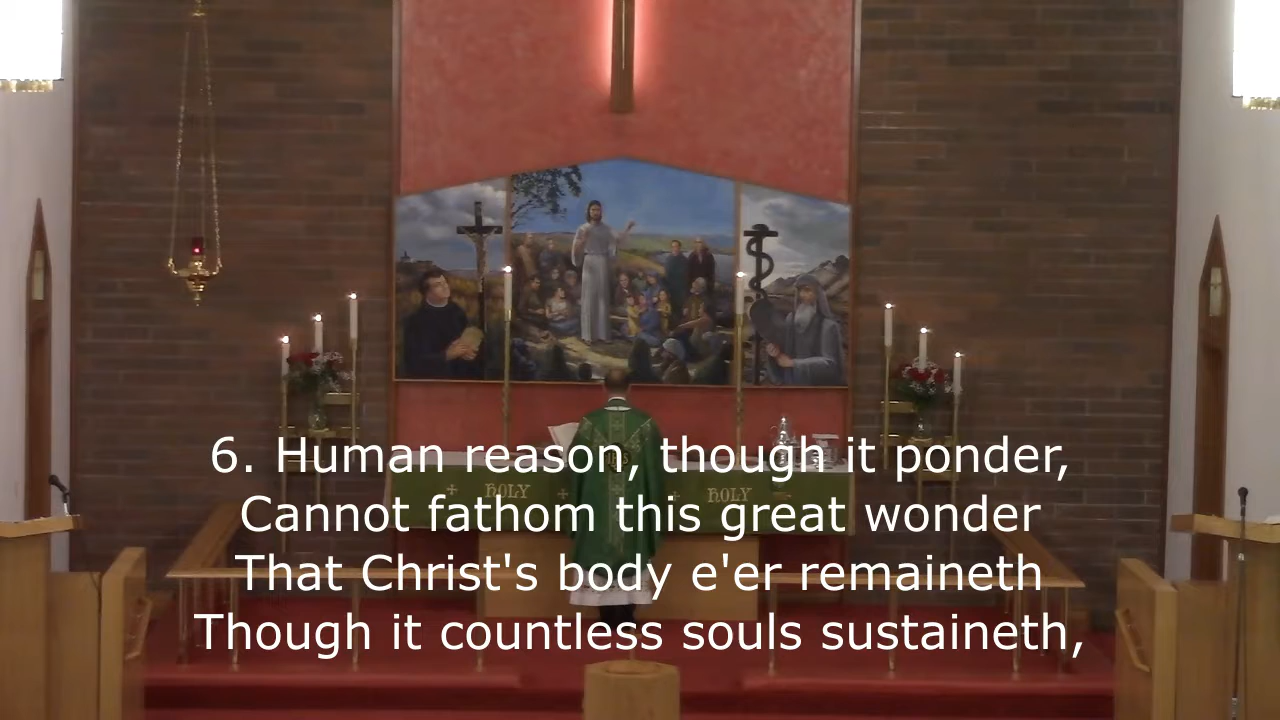 6. Human reason, though it ponder,
Cannot fathom this great wonder
That Christ's body e'er remaineth
Though it countless souls sustaineth,
IHS
HOLY HOLY